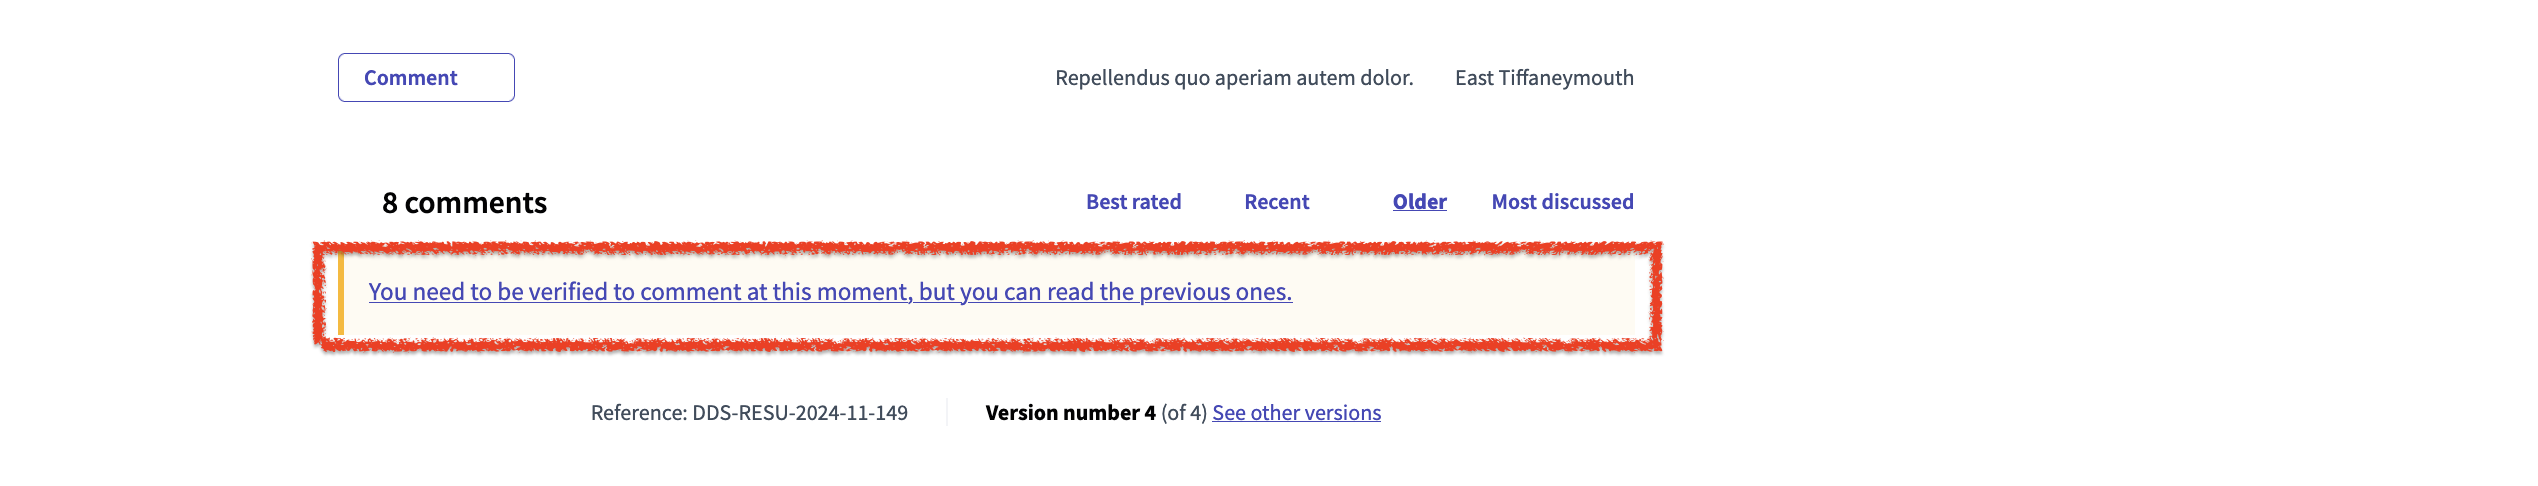 Comment
Repellendus quo aperiam autem dolor. East Tiffaneymouth
8 comments
Best rated Recent Older Most discussed
You need to be verified to comment at this moment, but you can read the previous ones.
Reference: DDS-RESU-2024-11-149
Version number 4 (of 4) See other versions